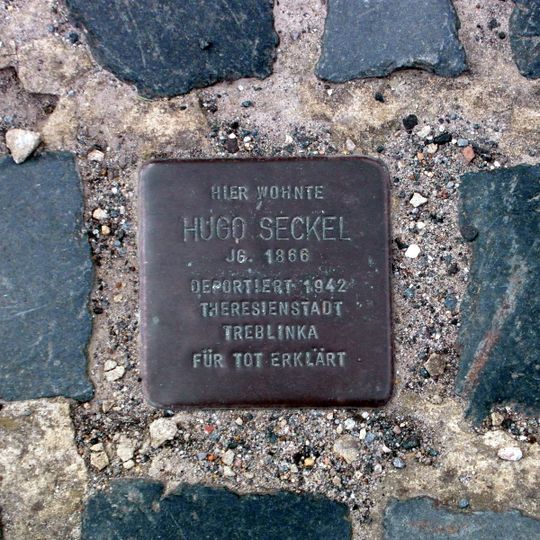 HIER WOHNTE
HUGO SECKEL
JG. 1866
DEPORTIERT 1942
THERESIENSTADT
TREBLINKA
FÜR TOT ERKLÄRT